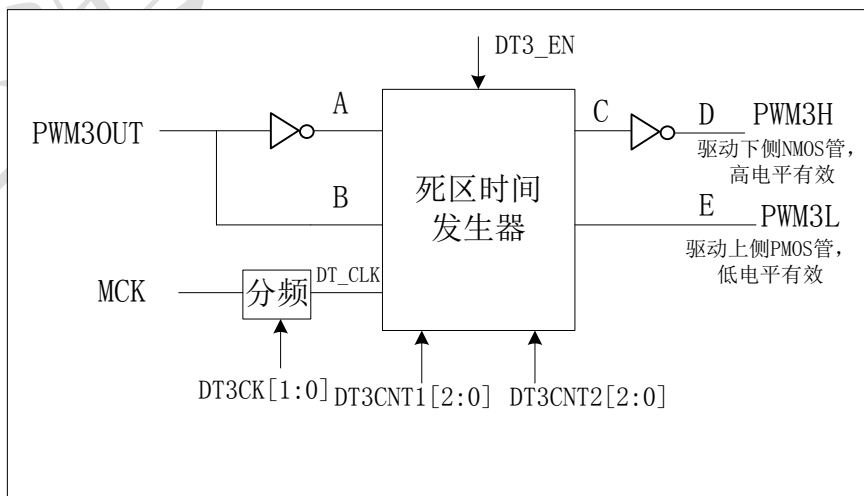 DT3_EN
PWM3OUT
A
B
C
D
PWM3H
驱动下侧NMOS管，
高电平有效
死区时间
发生器
E
PWM3L
驱动上侧PMOS管，
低电平有效
MCK
分频
DT_CLK
DT3CK[1:0]
DT3CNT1[2:0]
DT3CNT2[2:0]